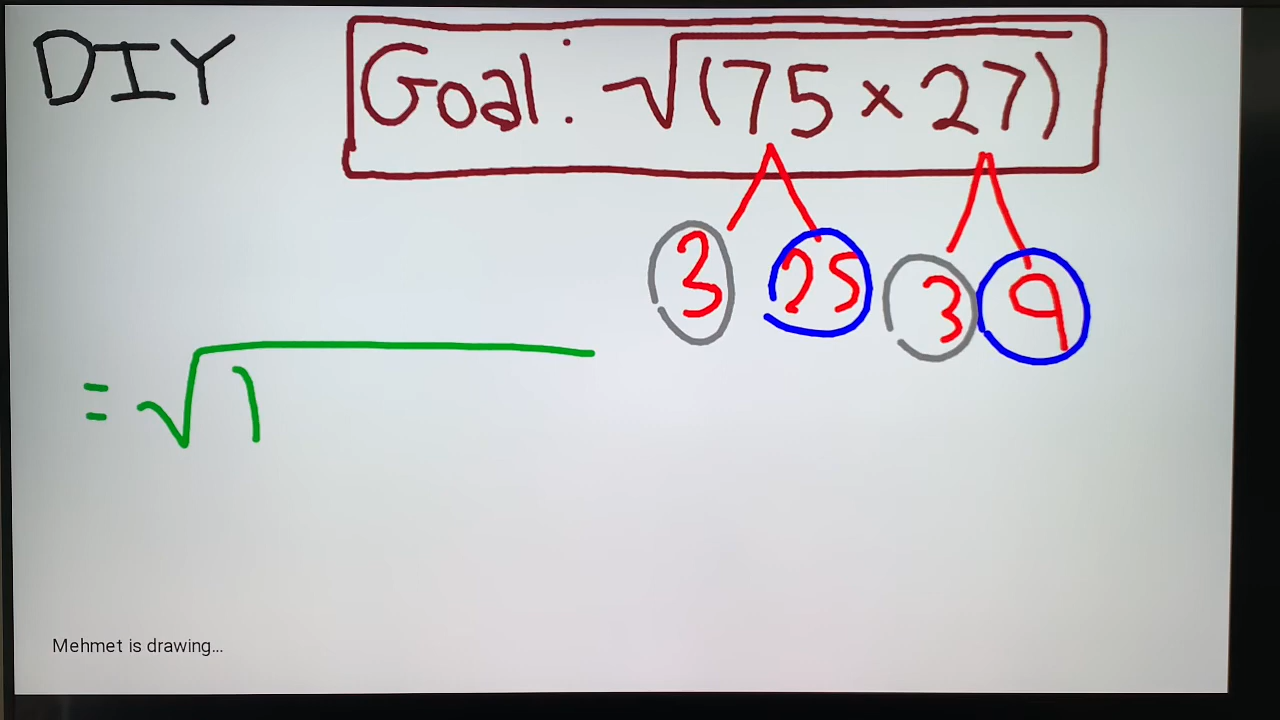 DIY
Goal: √(75 × 27)
3 25 3 9
= √
Mehmet is drawing...